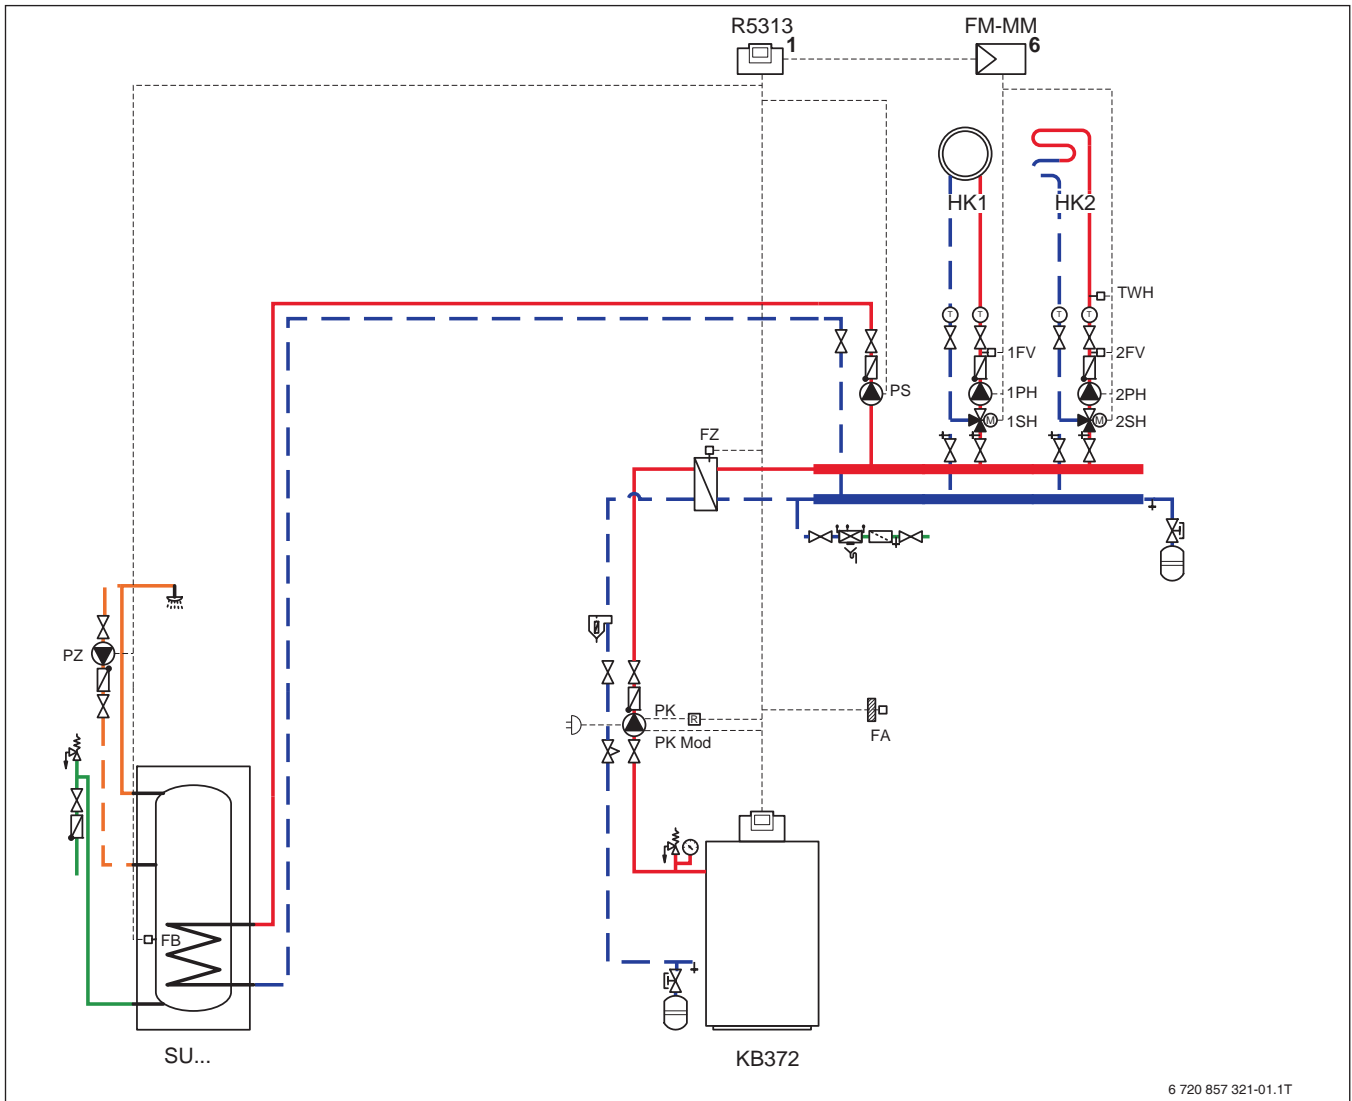 R5313
1
FM-MM
6
HK1
HK2
TWH
T
T
T
T
1FV
2FV
PS
1PH
2PH
M
1SH
M
2SH
FZ
PZ
PK
R
PK Mod
FA
FB
SU...
KB372
6 720 857 321-01.1T